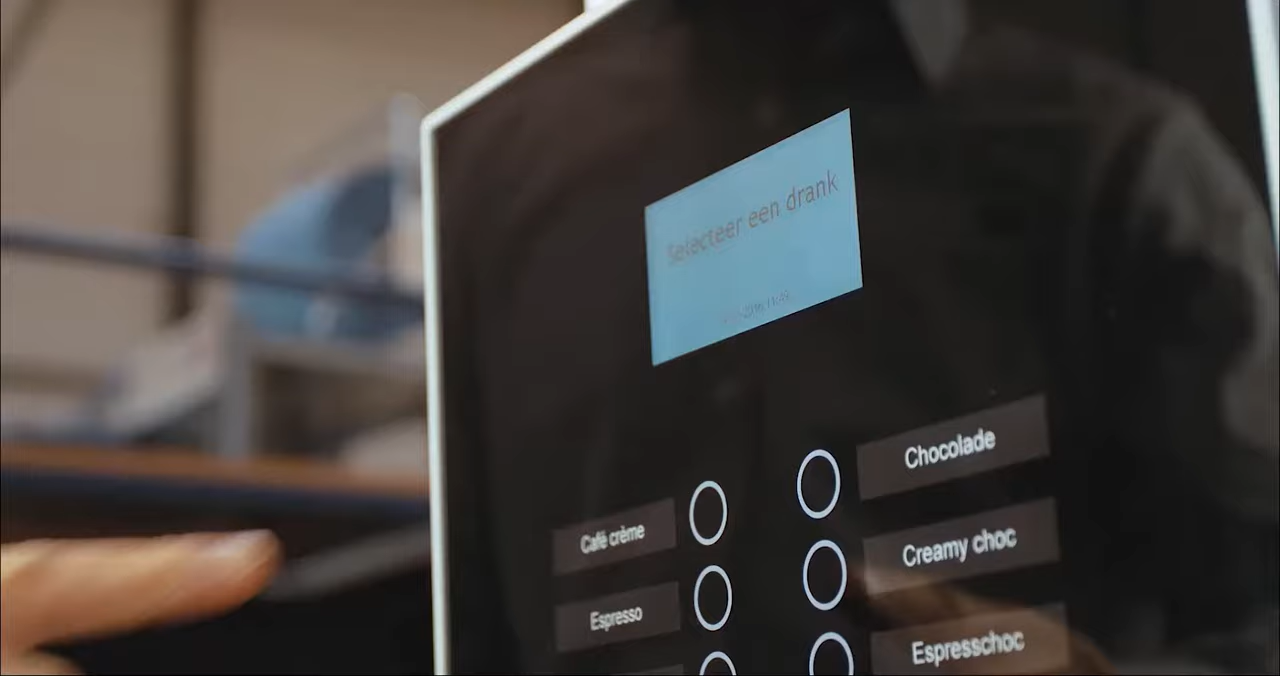 Selecteer een drank
Chocolade
Café crème
Creamy choc
Espresso
Espresschoc